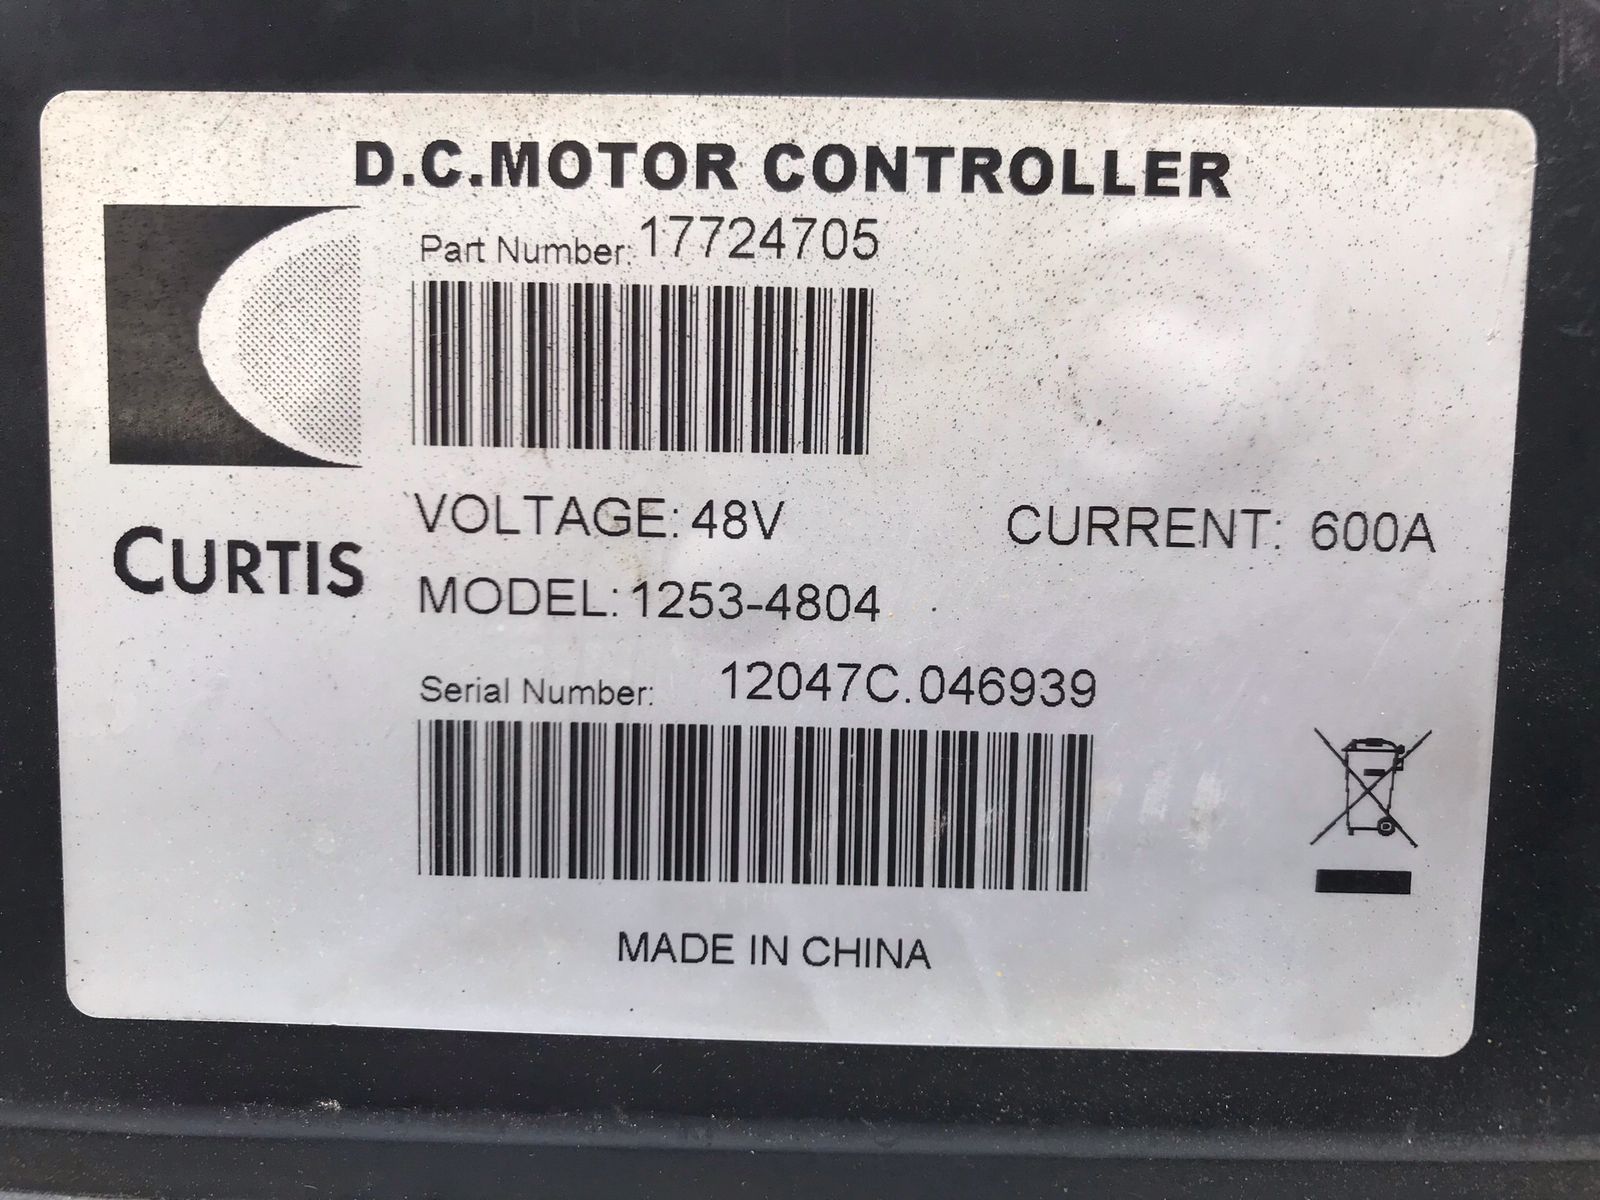 D.C.MOTOR CONTROLLER
Part Number: 17724705
VOLTAGE: 48V CURRENT: 600A
CURTIS
MODEL: 1253-4804
Serial Number: 12047C.046939
MADE IN CHINA